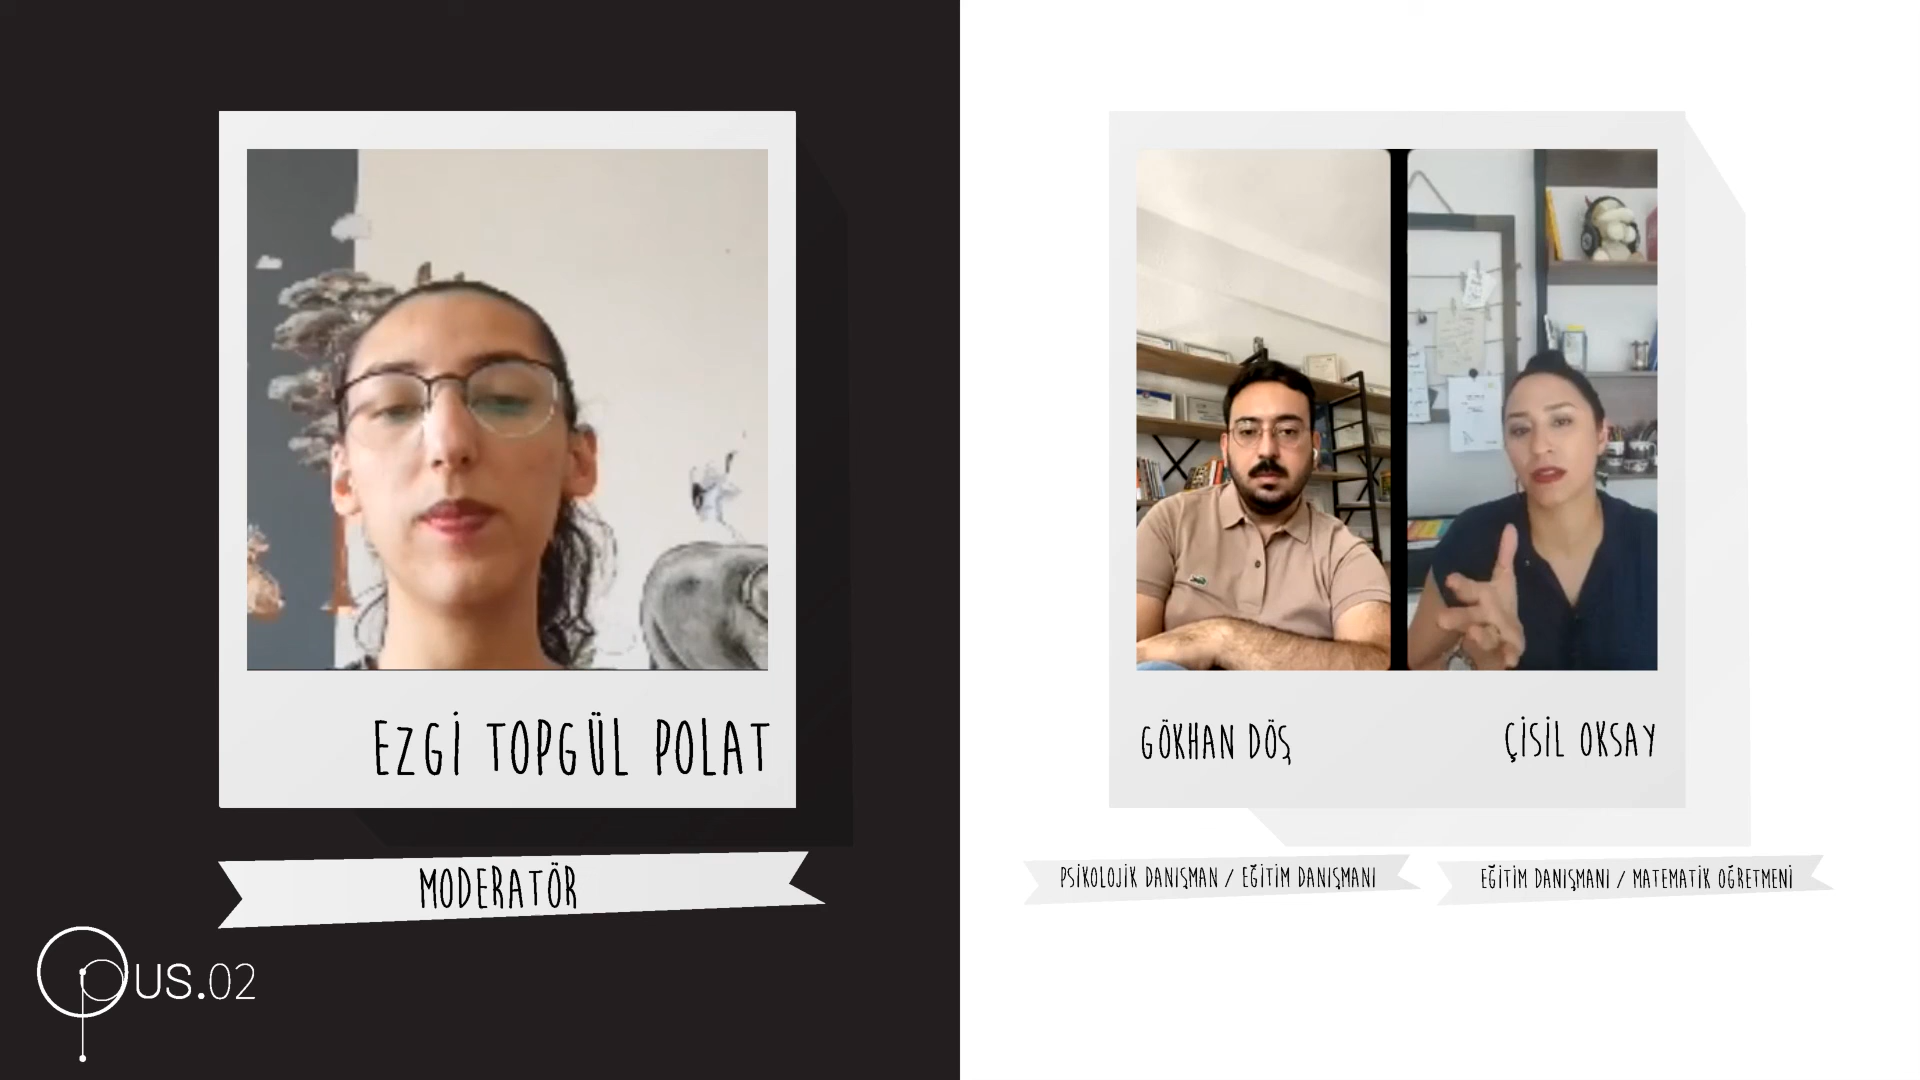 EZGİ TOPGÜL POLAT
MODERATÖR
Opus.02
GÖKHAN DÖŞ
ÇİSİL OKSAY
PSİKOLOJİK DANIŞMAN / EĞİTİM DANIŞMANI
EĞİTİM DANIŞMANI / MATEMATİK ÖĞRETMENİ